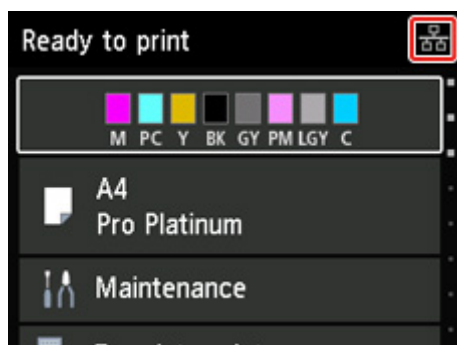 Ready to print
M PC Y BK GY PM LGY C
A4
Pro Platinum
Maintenance